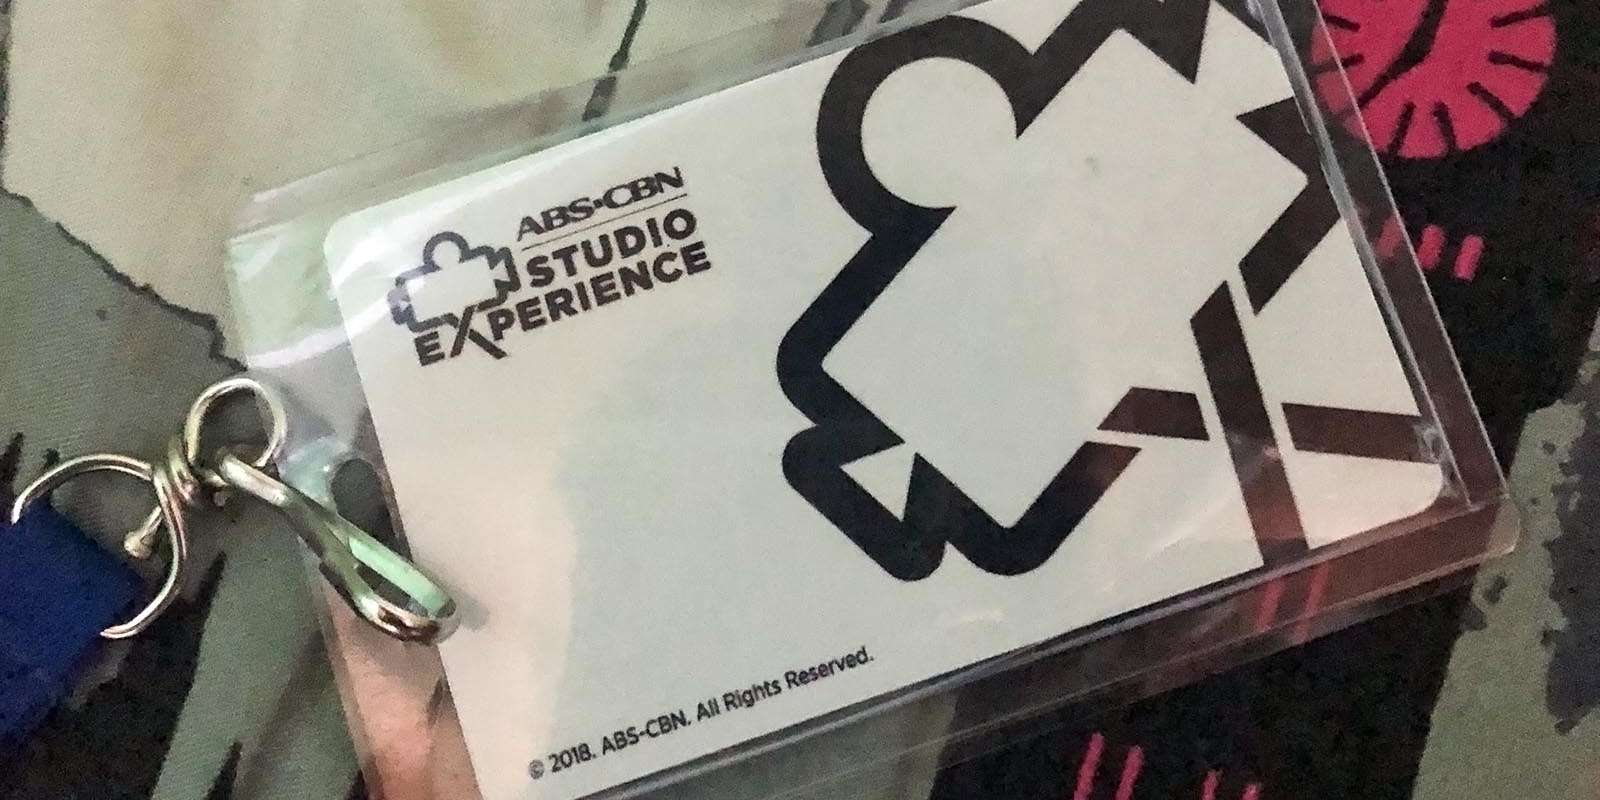 ABS-CBN
STUDIO
EXPERIENCE
© 2018. ABS-CBN. All Rights Reserved.